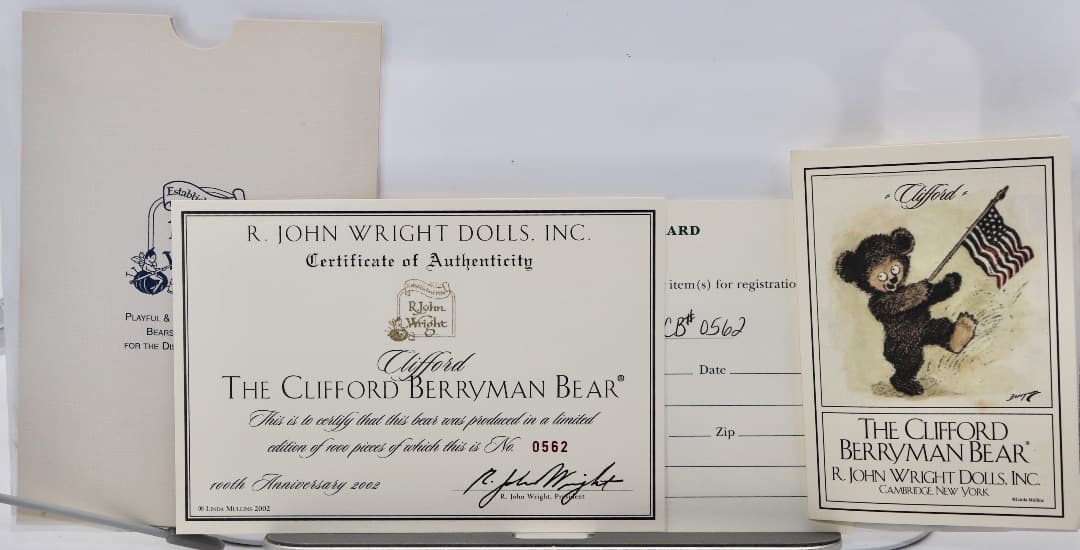 PLAYFUL &
BEARS
FOR THE DIS
R. JOHN WRIGHT DOLLS, INC.
Certificate of Authenticity
R. John
Wright
Clifford
THE CLIFFORD BERRYMAN BEAR®
This is to certify that this bear was produced in a limited
edition of 1000 pieces of which this is No. 0562
100th Anniversary 2002
R. John Wright
R. John Wright, President
© LINDA MULLINS 2002
ARD
item(s) for registratio
CB# 0562
Date
Zip
Clifford
THE CLIFFORD
BERRYMAN BEAR®
R. JOHN WRIGHT DOLLS, INC.
CAMBRIDGE, NEW YORK
©Linda Mullins